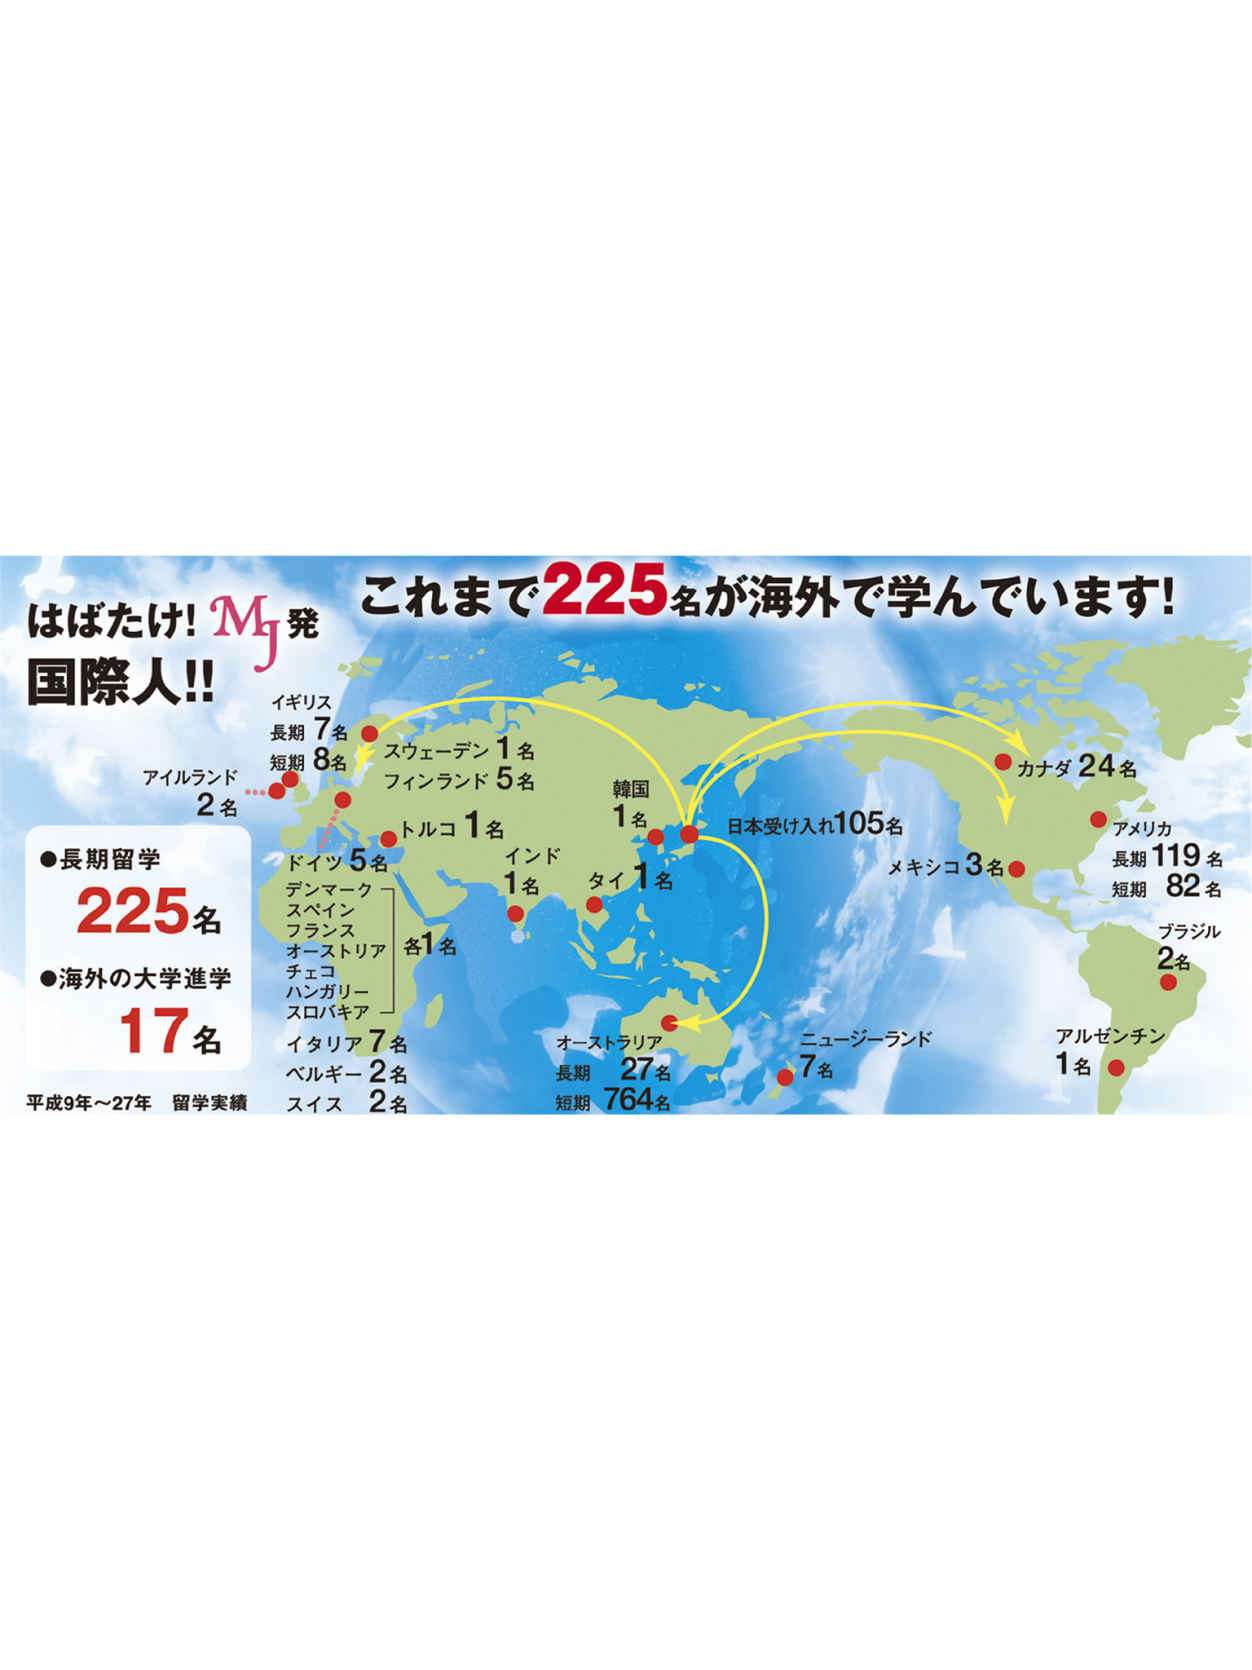 これまで225名が海外で学んでいます!
はばたけ! MJ発
国際人!!
イギリス
長期 7名
短期 8名
アイルランド
2名
スウェーデン 1名
フィンランド 5名
トルコ 1名
韓国
1名
日本受け入れ105名
インド
1名
タイ 1名
カナダ 24名
アメリカ
長期 119名
短期 82名
メキシコ 3名
ブラジル
2名
アルゼンチン
1名
●長期留学
225名
●海外の大学進学
17名
平成9年〜27年 留学実績
ドイツ 5名
デンマーク
スペイン
フランス
オーストリア
チェコ
ハンガリー
スロバキア
各1名
イタリア 7名
ベルギー 2名
スイス 2名
オーストラリア
長期 27名
短期 764名
ニュージーランド
7名